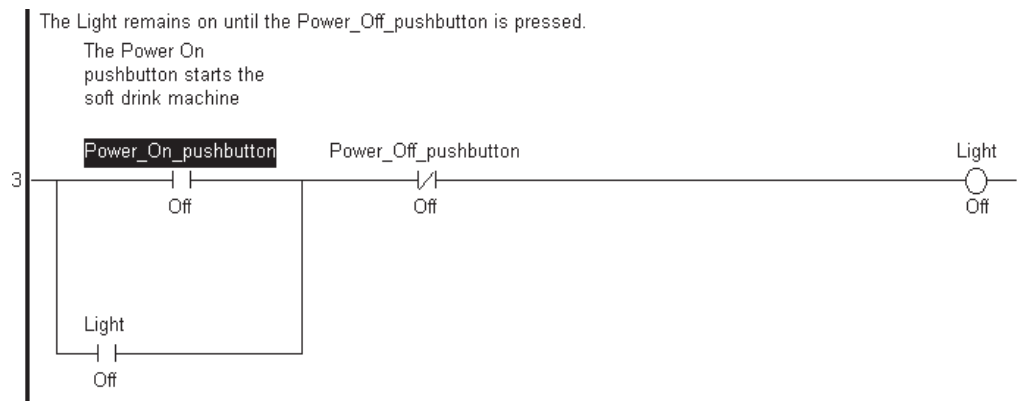 The Light remains on until the Power_Off_pushbutton is pressed.
The Power On
pushbutton starts the
soft drink machine
Power_On_pushbutton Power_Off_pushbutton Light
3
Off Off Off
Light
Off